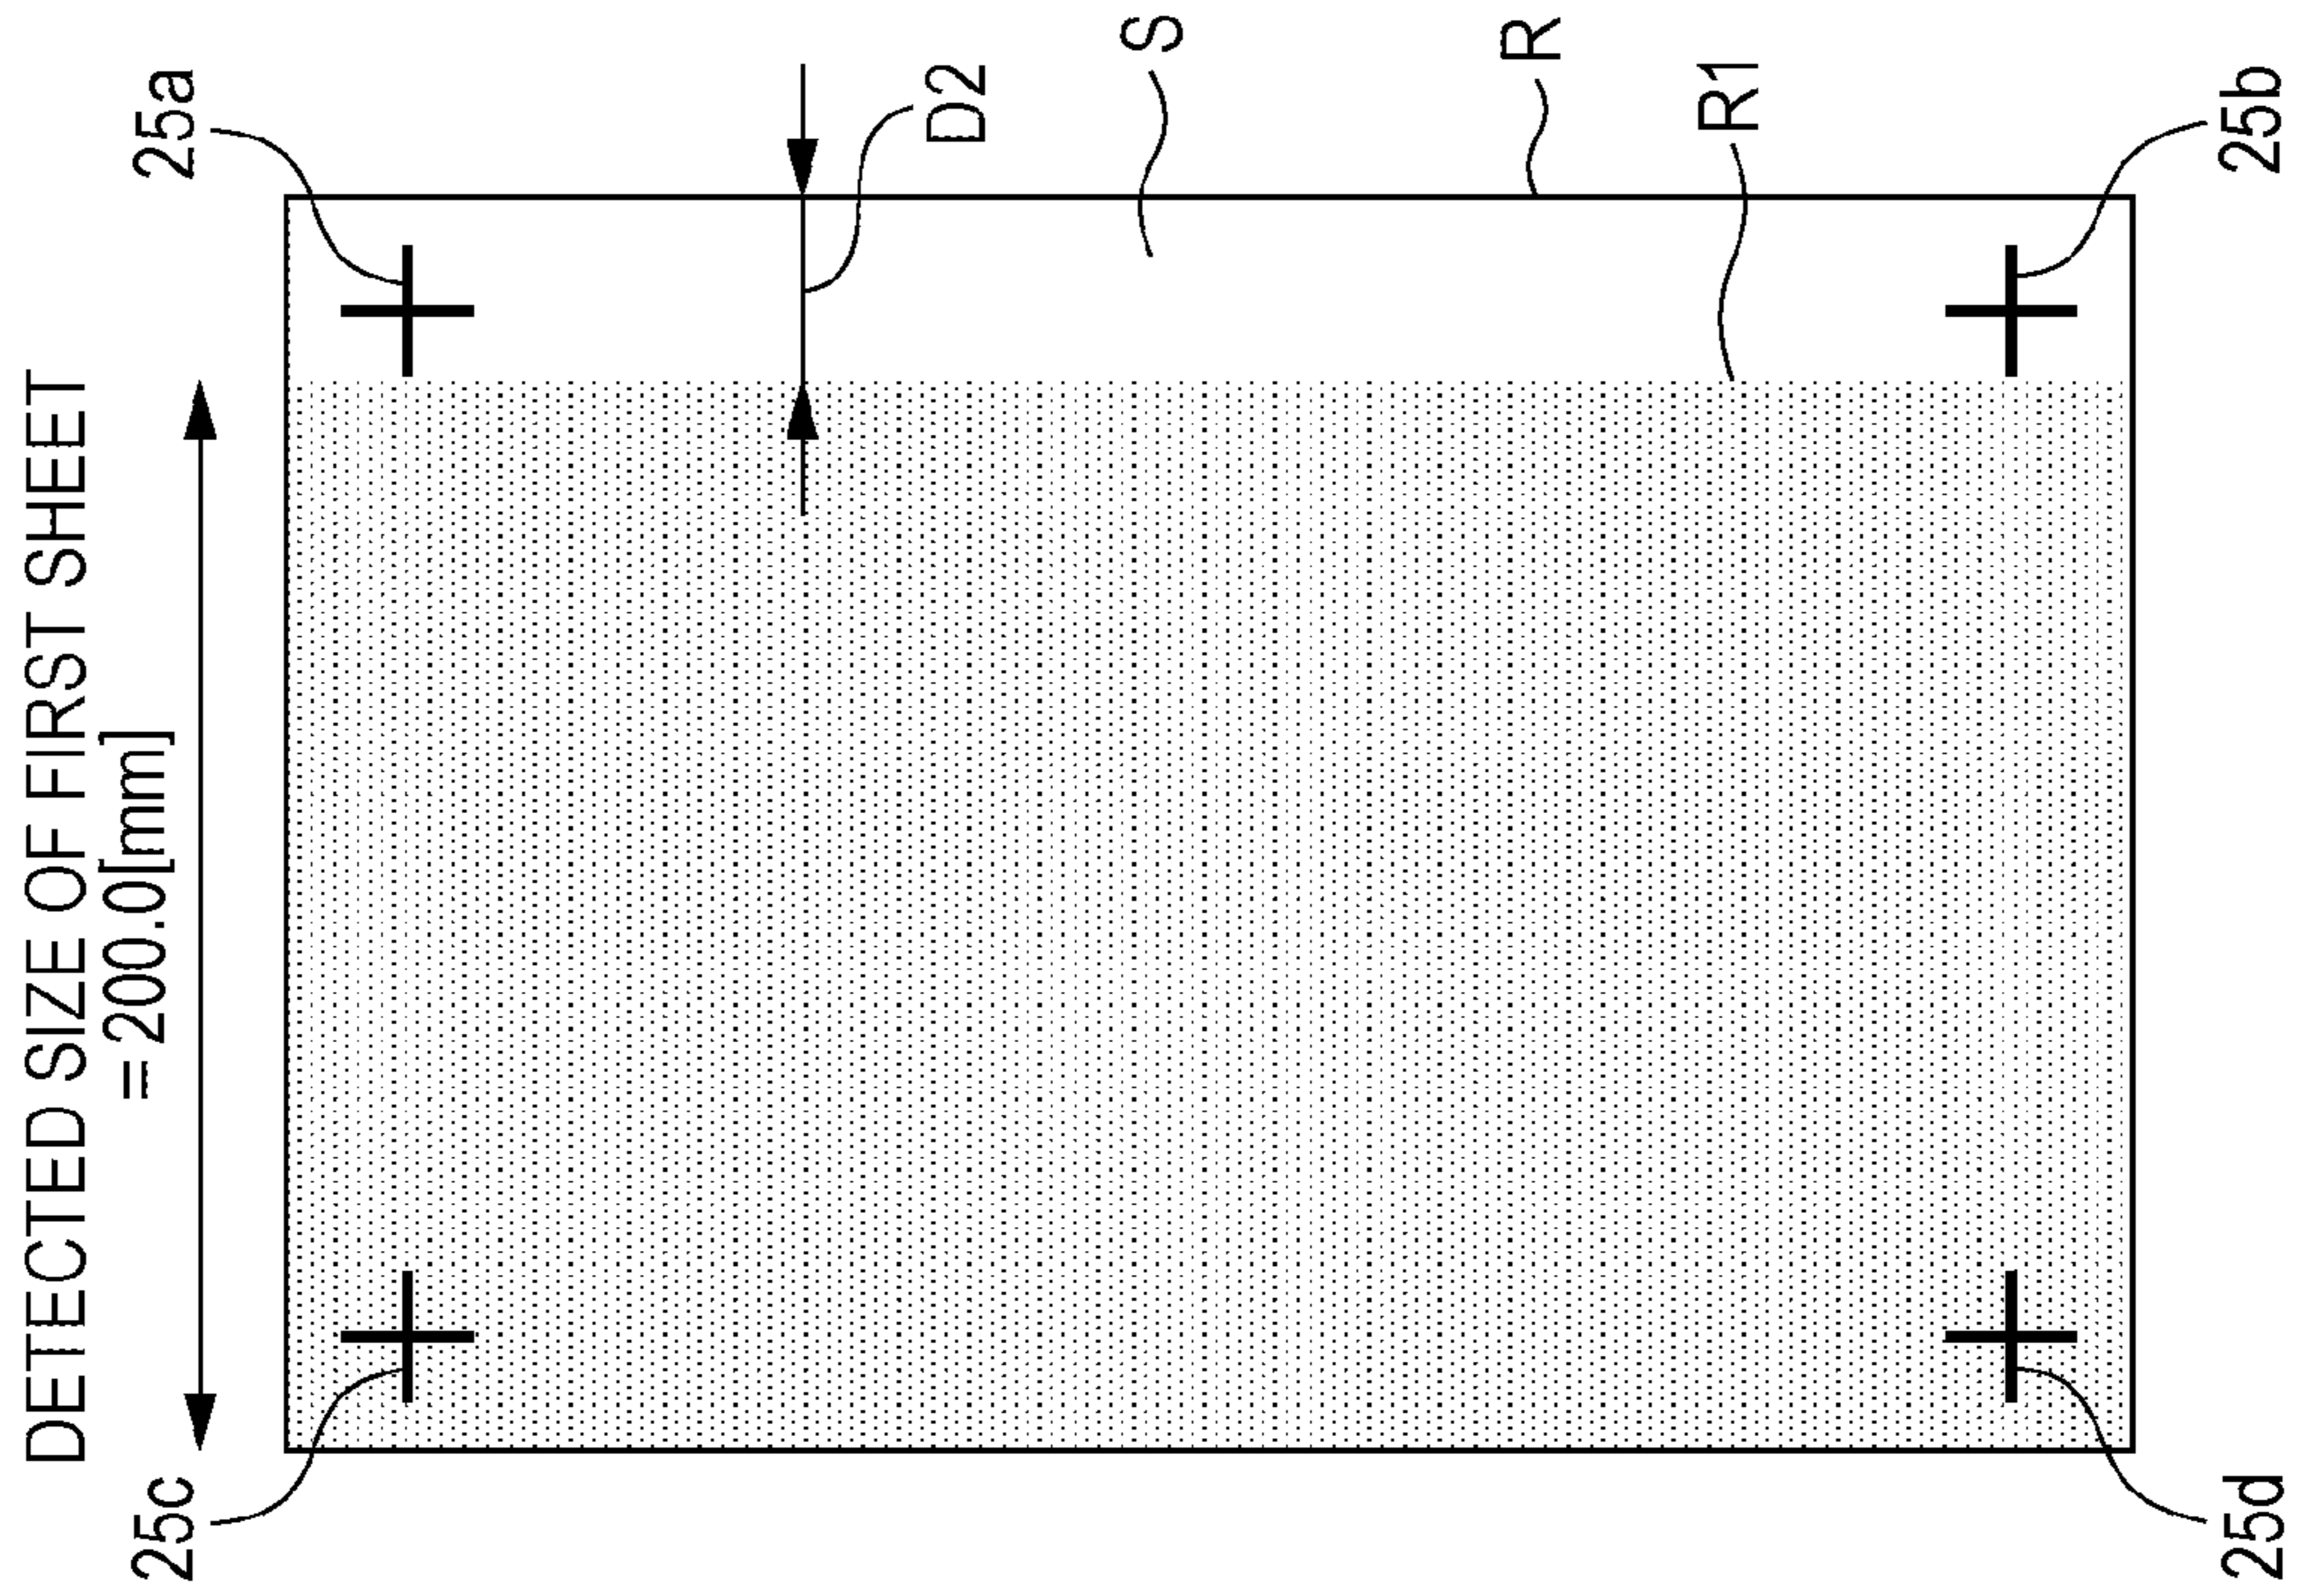 DETECTED SIZE OF FIRST SHEET
= 200.0[mm]
25c
25a
D2
S
R
R1
25d
25b